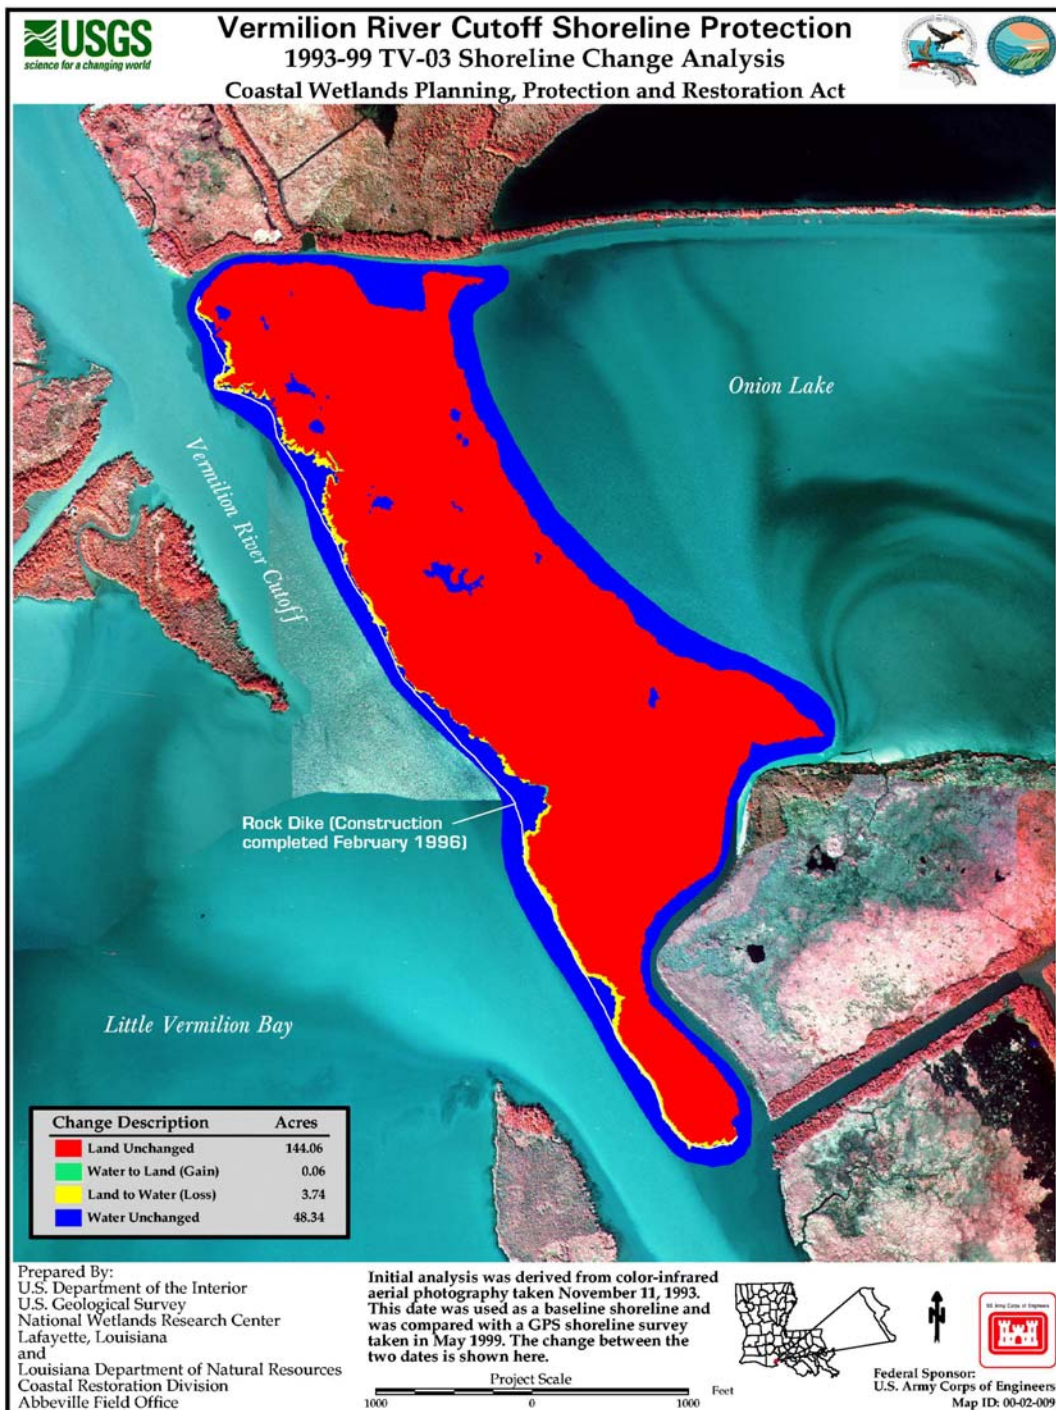 USGS
science for a changing world
Vermilion River Cutoff Shoreline Protection
1993-99 TV-03 Shoreline Change Analysis
Coastal Wetlands Planning, Protection and Restoration Act
Onion Lake
Vermilion River Cutoff
Rock Dike (Construction
completed February 1996)
Little Vermilion Bay
Change Description Acres
Land Unchanged 144.06
Water to Land (Gain) 0.06
Land to Water (Loss) 3.74
Water Unchanged 48.34
Prepared By:
U.S. Department of the Interior
U.S. Geological Survey
National Wetlands Research Center
Lafayette, Louisiana
and
Louisiana Department of Natural Resources
Coastal Restoration Division
Abbeville Field Office
Initial analysis was derived from color-infrared
aerial photography taken November 11, 1993.
This date was used as a baseline shoreline and
was compared with a GPS shoreline survey
taken in May 1999. The change between the
two dates is shown here.
Project Scale
Feet
1000 0 1000
US Army Corps of Engineers
Federal Sponsor:
U.S. Army Corps of Engineers
Map ID: 00-02-009